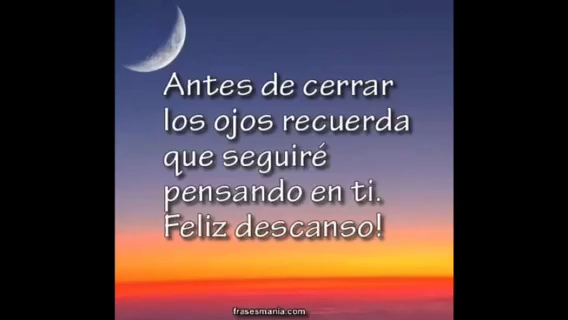 Antes de cerrar
los ojos recuerda
que seguiré
pensando en ti.
Feliz descanso!
frasesmania.com